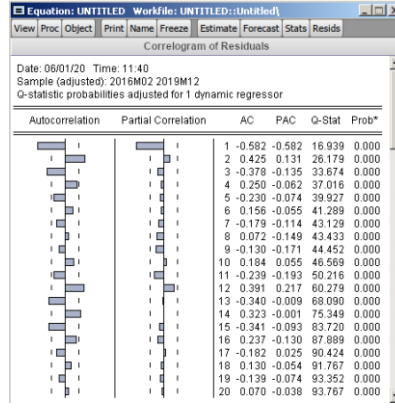 Equation: UNTITLED Workfile: UNTITLED::Untitled\
View Proc Object Print Name Freeze Estimate Forecast Stats Resids
Correlogram of Residuals
Date: 06/01/20 Time: 11:40
Sample (adjusted): 2016M02 2019M12
Q-statistic probabilities adjusted for 1 dynamic regressor
Autocorrelation Partial Correlation AC PAC Q-Stat Prob*
1 -0.582 -0.582 16.939 0.000
2 0.425 0.131 26.179 0.000
3 -0.378 -0.135 33.674 0.000
4 0.250 -0.062 37.016 0.000
5 -0.230 -0.074 39.927 0.000
6 0.156 -0.055 41.289 0.000
7 -0.179 -0.114 43.129 0.000
8 0.072 -0.149 43.433 0.000
9 -0.130 -0.171 44.452 0.000
10 0.184 0.055 46.569 0.000
11 -0.239 -0.193 50.216 0.000
12 0.391 0.217 60.279 0.000
13 -0.340 -0.009 68.090 0.000
14 0.323 -0.001 75.349 0.000
15 -0.341 -0.093 83.720 0.000
16 0.237 -0.130 87.889 0.000
17 -0.182 0.025 90.424 0.000
18 0.130 -0.054 91.767 0.000
19 -0.139 -0.074 93.352 0.000
20 0.070 -0.038 93.767 0.000